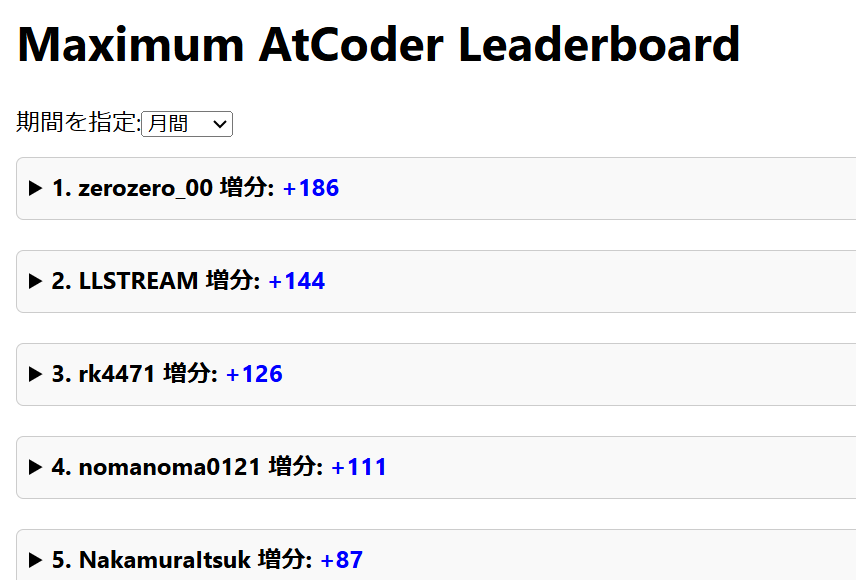 Maximum AtCoder Leaderboard
期間を指定:月間
▶ 1. zerozero_00 増分: +186
▶ 2. LLSTREAM 増分: +144
▶ 3. rk4471 増分: +126
▶ 4. nomanoma0121 増分: +111
▶ 5. NakamuraItsuk 増分: +87